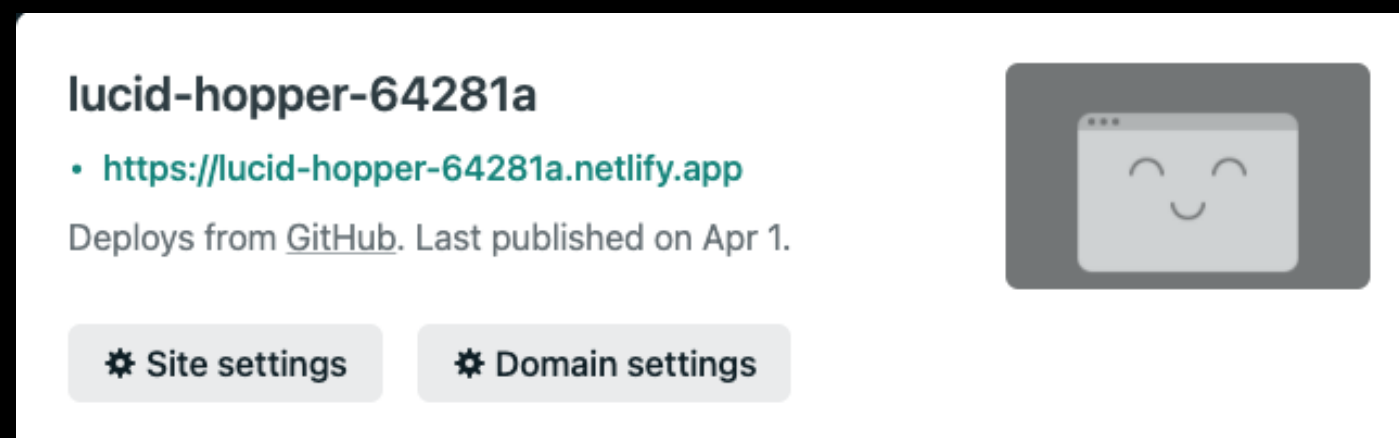 lucid-hopper-64281a
• https://lucid-hopper-64281a.netlify.app
Deploys from GitHub. Last published on Apr 1.
Site settings
Domain settings